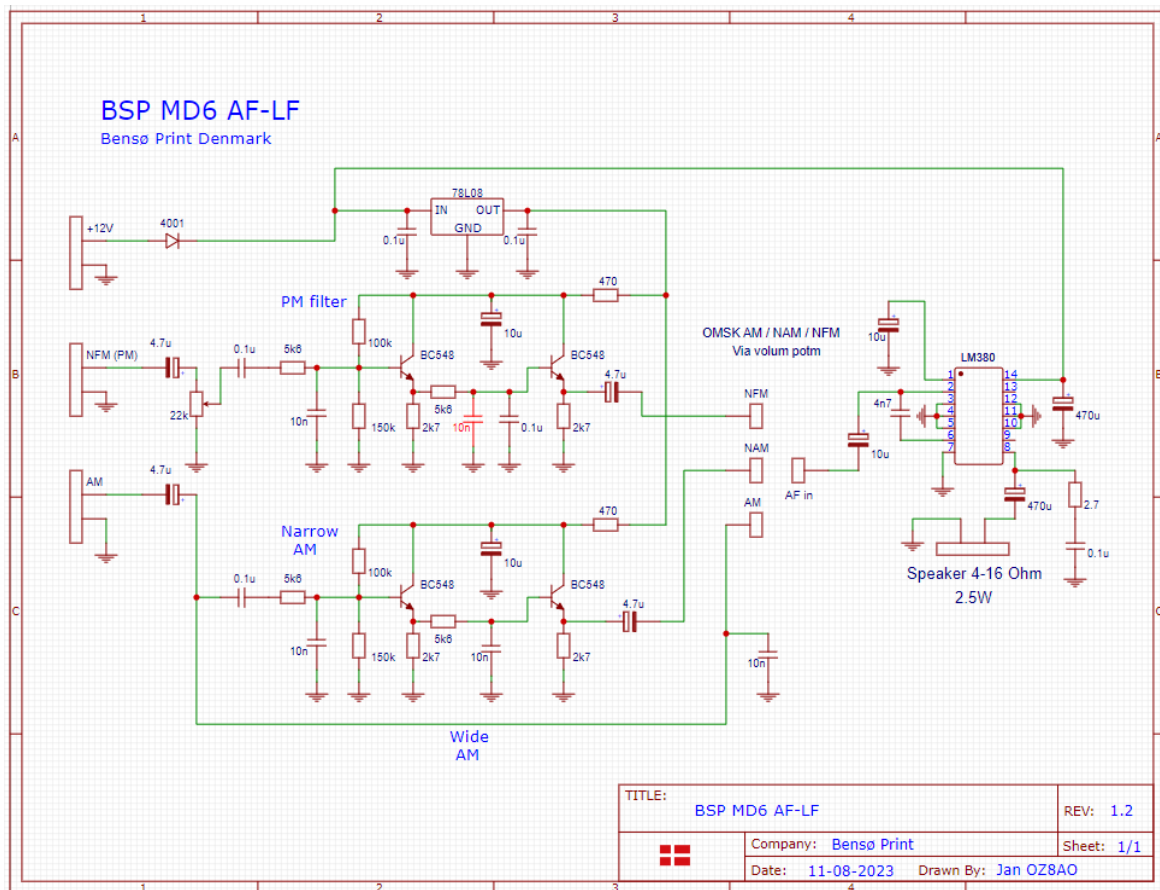 1 2 3 4
A A
B B
C C
BSP MD6 AF-LF
Bensø Print Denmark
+12V
4001
78L08
IN OUT
GND
0.1u 0.1u
PM filter
470
NFM (PM)
4.7u
0.1u
5k6
100k
10u
BC548
BC548
22k
10n
150k
5k6
2k7
10n
0.1u
4.7u
2k7
OMSK AM / NAM / NFM
Via volum potm
NFM
NAM
AM
AF in
10u
LM380
1 14
2 13
3 12
4 11
5 10
6 9
7 8
4n7
10u
470u
470u
2.7
0.1u
Speaker 4-16 Ohm
2.5W
AM
4.7u
Narrow
AM
470
0.1u
5k6
100k
10u
BC548
BC548
10n
150k
5k6
2k7
10n
4.7u
2k7
10n
Wide
AM
TITLE:
BSP MD6 AF-LF
REV: 1.2
Company: Bensø Print
Sheet: 1/1
Date: 11-08-2023 Drawn By: Jan OZ8AO
1 2 3 4